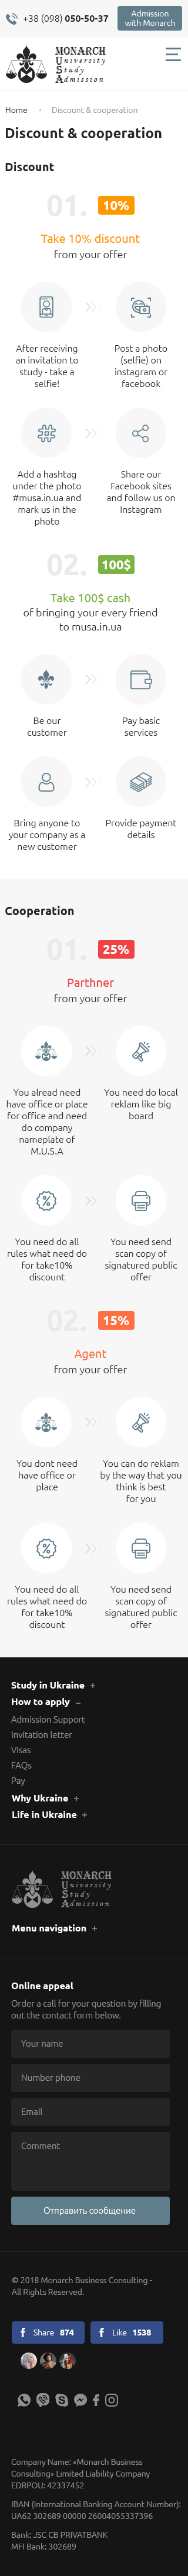 +38 (098) 050-50-37
Admission
with Monarch
MONARCH
University
Study
Admission
Home
Discount & cooperation
Discount & cooperation
Discount
01.
10%
Take 10% discount
from your offer
After receiving
an invitation to
study - take a
selfie!
Post a photo
(selfie) on
instagram or
facebook
Add a hashtag
under the photo
#musa.in.ua and
mark us in the
photo
Share our
Facebook sites
and follow us on
Instagram
02.
100$
Take 100$ cash
of bringing your every friend
to musa.in.ua
Be our
customer
Pay basic
services
Bring anyone to
your company as a
new customer
Provide payment
details
Cooperation
01.
25%
Parthner
from your offer
You alread need
have office or place
for office and need
do company
nameplate of
M.U.S.A
You need do local
reklam like big
board
You need do all
rules what need do
for take10%
discount
You need send
scan copy of
signatured public
offer
02.
15%
Agent
from your offer
You dont need
have office or
place
You can do reklam
by the way that you
think is best
for you
You need do all
rules what need do
for take10%
discount
You need send
scan copy of
signatured public
offer
Study in Ukraine +
How to apply –
Admission Support
Invitation letter
Visas
FAQs
Pay
Why Ukraine +
Life in Ukraine +
MONARCH
University
Study
Admission
Menu navigation +
Online appeal
Order a call for your question by filling
out the contact form below.
Your name
Number phone
Email
Comment
Отправить сообщение
© 2018 Monarch Business Consulting -
All Rights Reserved.
Share 874
Like 1538
Company Name: «Monarch Business
Consulting» Limited Liability Company
EDRPOU: 42337452
IBAN (International Banking Account Number):
UA62 302689 00000 26004055337396
Bank: JSC CB PRIVATBANK
MFI Bank: 302689